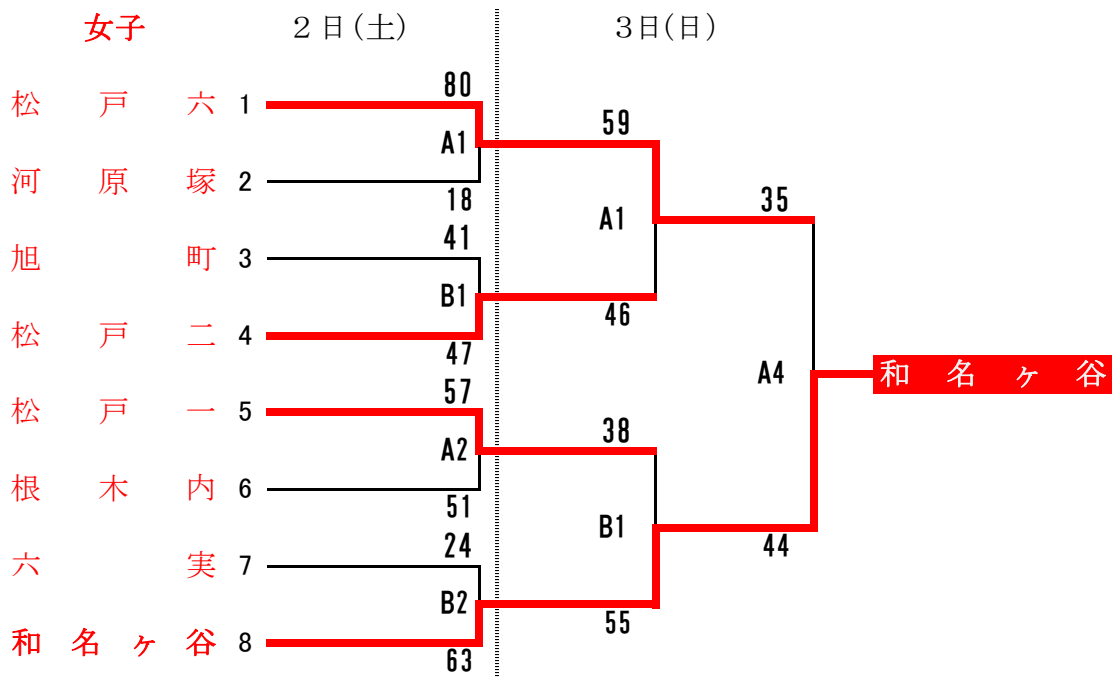 女子 ２日(土) ３日(日)
80
松戸六 1
59
A1
河原塚 2
18
35
A1
41
旭町 3
B1
46
松戸二 4
47
A4
和名ヶ谷
57
松戸一 5
38
A2
根木内 6
51
B1
24
44
六実 7
B2
55
和名ヶ谷 8
63